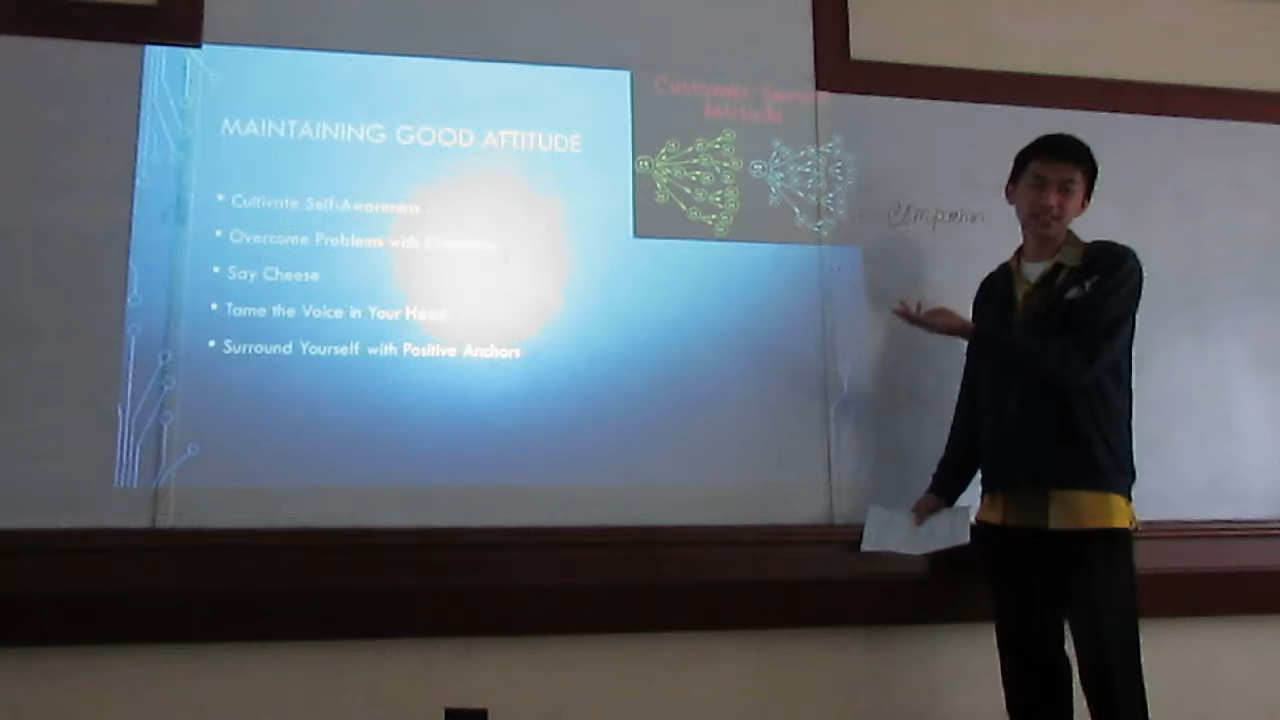 MAINTAINING GOOD ATTITUDE
• Cultivate Self-Awareness
• Overcome Problems with
• Say Cheese
• Tame the Voice in Your Head
• Surround Yourself with Positive Anchors
Customer Service
Attitude